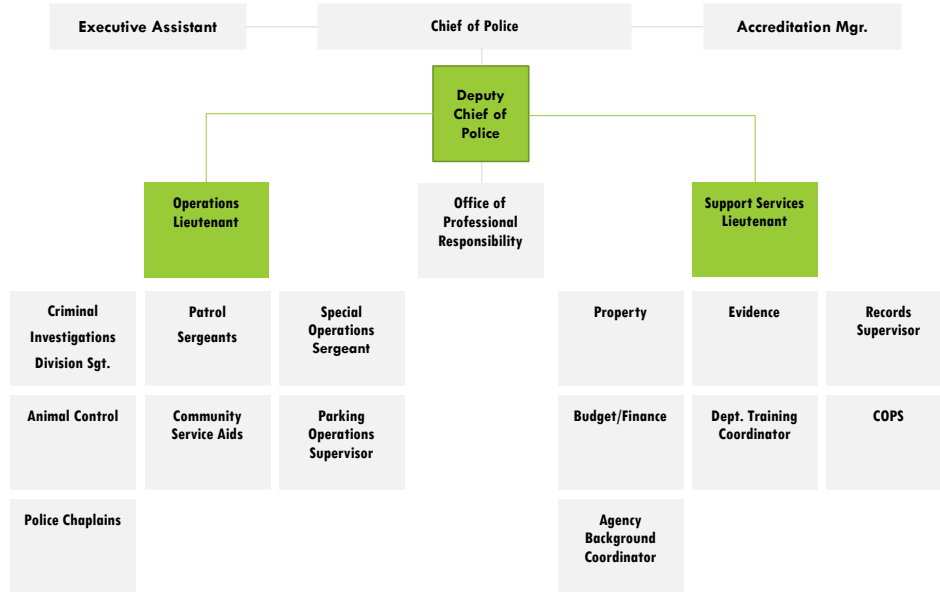 Executive Assistant
Chief of Police
Accreditation Mgr.
Deputy
Chief of
Police
Operations
Lieutenant
Office of
Professional
Responsibility
Support Services
Lieutenant
Criminal
Investigations
Division Sgt.
Patrol
Sergeants
Special
Operations
Sergeant
Property
Evidence
Records
Supervisor
Animal Control
Community
Service Aids
Parking
Operations
Supervisor
Budget/Finance
Dept. Training
Coordinator
COPS
Police Chaplains
Agency
Background
Coordinator